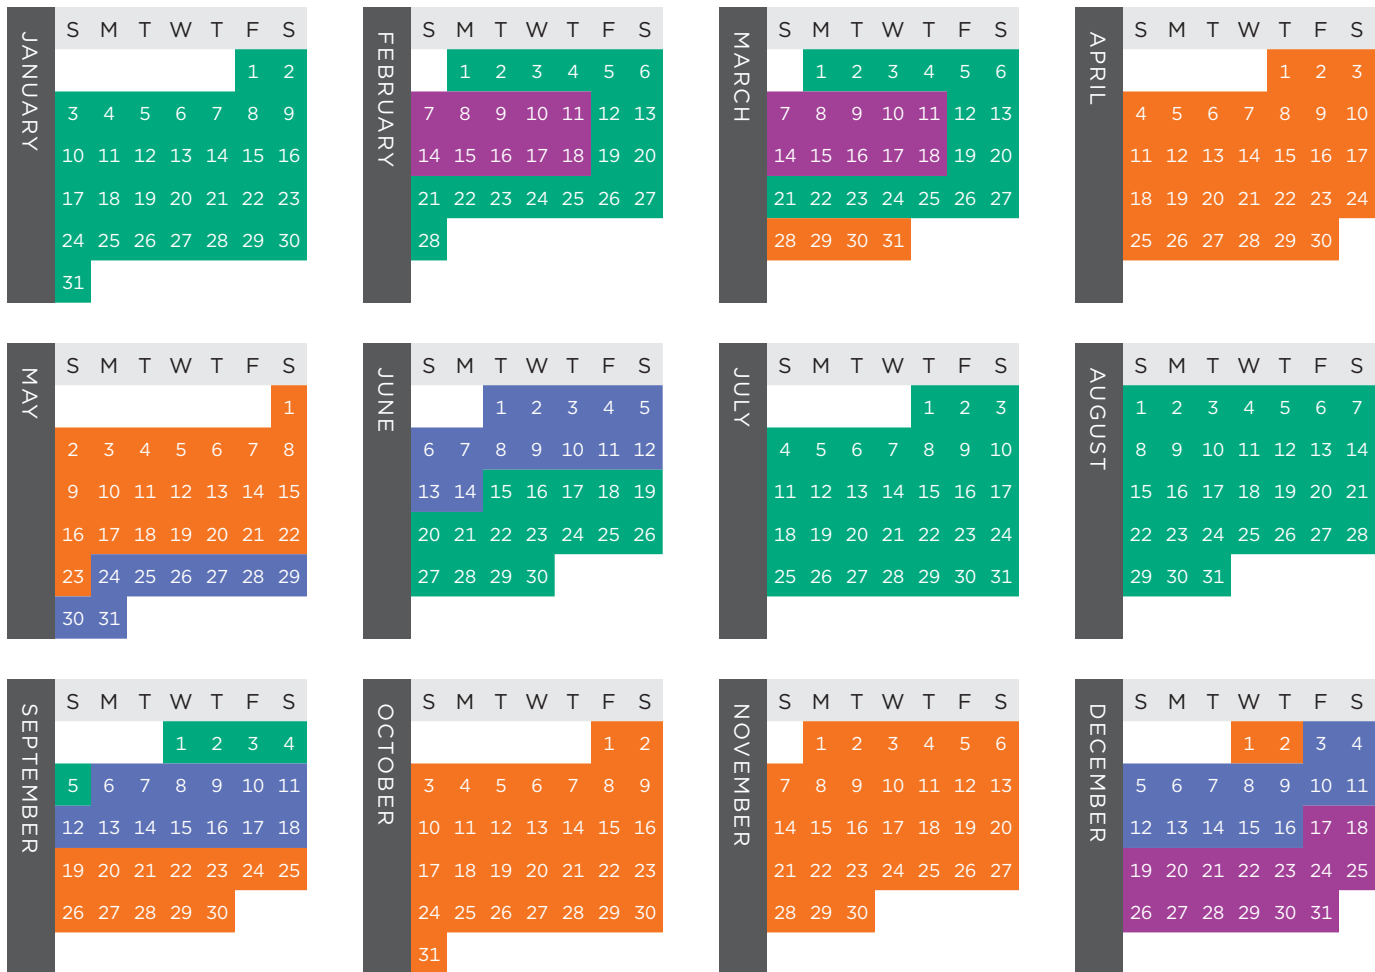 JANUARY
S M T W T F S
1 2
3 4 5 6 7 8 9
10 11 12 13 14 15 16
17 18 19 20 21 22 23
24 25 26 27 28 29 30
31
FEBRUARY
S M T W T F S
1 2 3 4 5 6
7 8 9 10 11 12 13
14 15 16 17 18 19 20
21 22 23 24 25 26 27
28
MARCH
S M T W T F S
1 2 3 4 5 6
7 8 9 10 11 12 13
14 15 16 17 18 19 20
21 22 23 24 25 26 27
28 29 30 31
APRIL
S M T W T F S
1 2 3
4 5 6 7 8 9 10
11 12 13 14 15 16 17
18 19 20 21 22 23 24
25 26 27 28 29 30
MAY
S M T W T F S
1
2 3 4 5 6 7 8
9 10 11 12 13 14 15
16 17 18 19 20 21 22
23 24 25 26 27 28 29
30 31
JUNE
S M T W T F S
1 2 3 4 5
6 7 8 9 10 11 12
13 14 15 16 17 18 19
20 21 22 23 24 25 26
27 28 29 30
JULY
S M T W T F S
1 2 3
4 5 6 7 8 9 10
11 12 13 14 15 16 17
18 19 20 21 22 23 24
25 26 27 28 29 30 31
AUGUST
S M T W T F S
1 2 3 4 5 6 7
8 9 10 11 12 13 14
15 16 17 18 19 20 21
22 23 24 25 26 27 28
29 30 31
SEPTEMBER
S M T W T F S
1 2 3 4
5 6 7 8 9 10 11
12 13 14 15 16 17 18
19 20 21 22 23 24 25
26 27 28 29 30
OCTOBER
S M T W T F S
1 2
3 4 5 6 7 8 9
10 11 12 13 14 15 16
17 18 19 20 21 22 23
24 25 26 27 28 29 30
31
NOVEMBER
S M T W T F S
1 2 3 4 5 6
7 8 9 10 11 12 13
14 15 16 17 18 19 20
21 22 23 24 25 26 27
28 29 30
DECEMBER
S M T W T F S
1 2 3 4
5 6 7 8 9 10 11
12 13 14 15 16 17 18
19 20 21 22 23 24 25
26 27 28 29 30 31